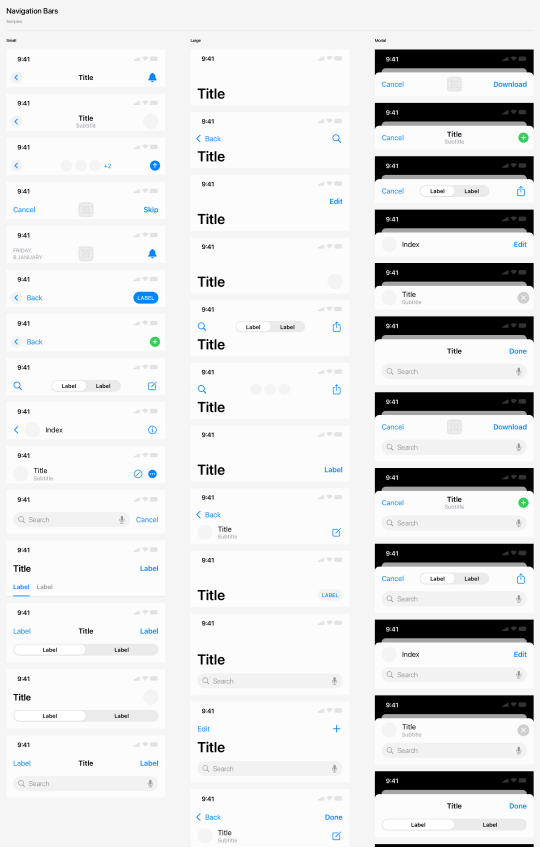 Navigation Bars
Samples
Small
9:41
Title
9:41
Title
Subtitle
9:41
+2
9:41
Cancel
Skip
9:41
FRIDAY,
8 JANUARY
9:41
Back
LABEL
9:41
Back
9:41
Label
Label
9:41
Index
9:41
Title
Subtitle
9:41
Search
Cancel
9:41
Title
Label
Label
Label
9:41
Label
Title
Label
Label
Label
9:41
Title
Label
Label
9:41
Label
Title
Label
Search
Large
9:41
Title
9:41
Back
Title
9:41
Edit
Title
9:41
Title
9:41
Label
Label
Title
9:41
Title
9:41
Title
Label
9:41
Back
Title
Subtitle
9:41
Title
LABEL
9:41
Title
Search
9:41
Edit
Title
Search
9:41
Back
Done
Title
Subtitle
Modal
9:41
Cancel
Download
9:41
Cancel
Title
Subtitle
9:41
Cancel
Label
Label
9:41
Index
Edit
9:41
Title
Subtitle
9:41
Title
Done
Search
9:41
Cancel
Download
Search
9:41
Cancel
Title
Subtitle
Search
9:41
Cancel
Label
Label
Search
9:41
Index
Edit
Search
9:41
Title
Subtitle
Search
9:41
Title
Done
Label
Label